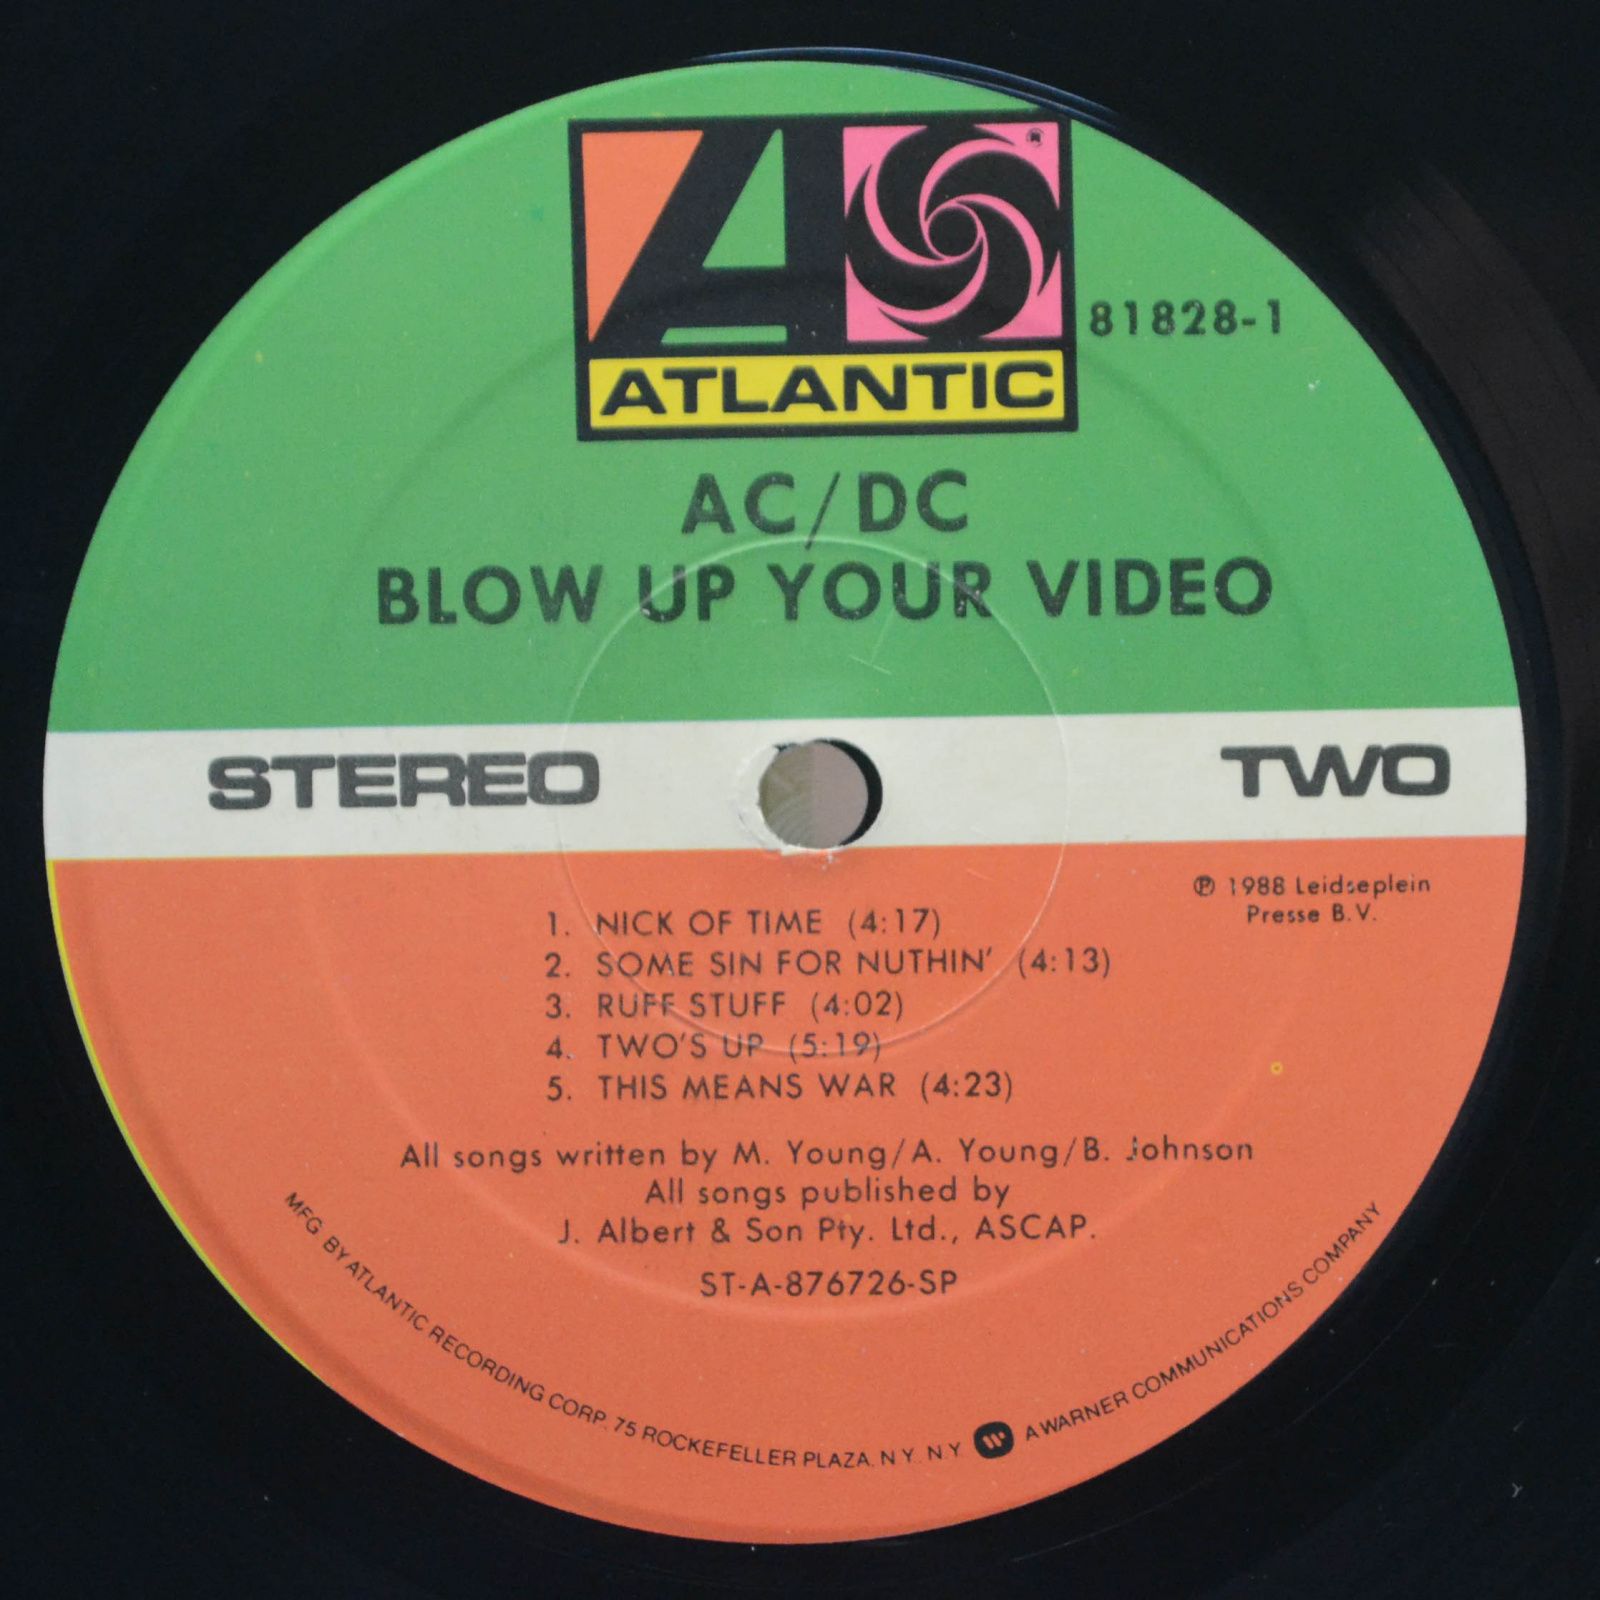 81828-1
ATLANTIC
AC/DC
BLOW UP YOUR VIDEO
STEREO
TWO
℗ 1988 Leidseplein
Presse B.V.
1. NICK OF TIME (4:17)
2. SOME SIN FOR NUTHIN' (4:13)
3. RUFF STUFF (4:02)
4. TWO'S UP (5:19)
5. THIS MEANS WAR (4:23)
All songs written by M. Young/A. Young/B. Johnson
All songs published by
J. Albert & Son Pty. Ltd., ASCAP.
ST-A-876726-SP
MFG. BY ATLANTIC RECORDING CORP. 75 ROCKEFELLER PLAZA. N.Y. N.Y. A WARNER COMMUNICATIONS COMPANY